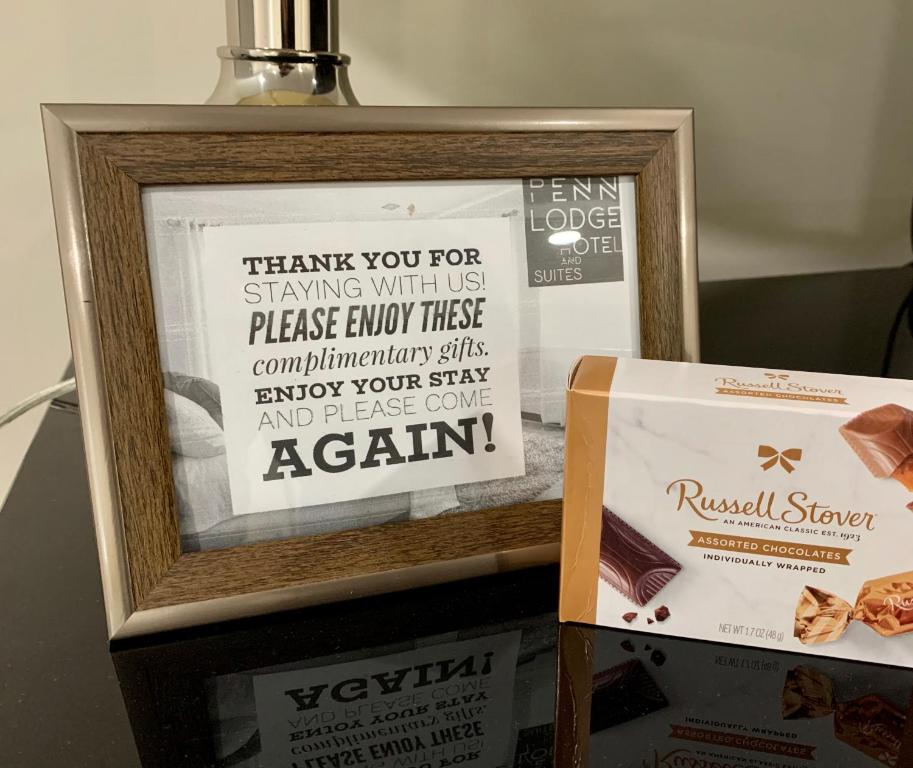 PENN
LODGE
HOTEL
AND
SUITES
THANK YOU FOR
STAYING WITH US!
PLEASE ENJOY THESE
complimentary gifts.
ENJOY YOUR STAY
AND PLEASE COME
AGAIN!
Russell Stover
ASSORTED CHOCOLATES
Russell Stover
AN AMERICAN CLASSIC EST. 1923
ASSORTED CHOCOLATES
INDIVIDUALLY WRAPPED
NET WT 1.7 OZ (48 g)